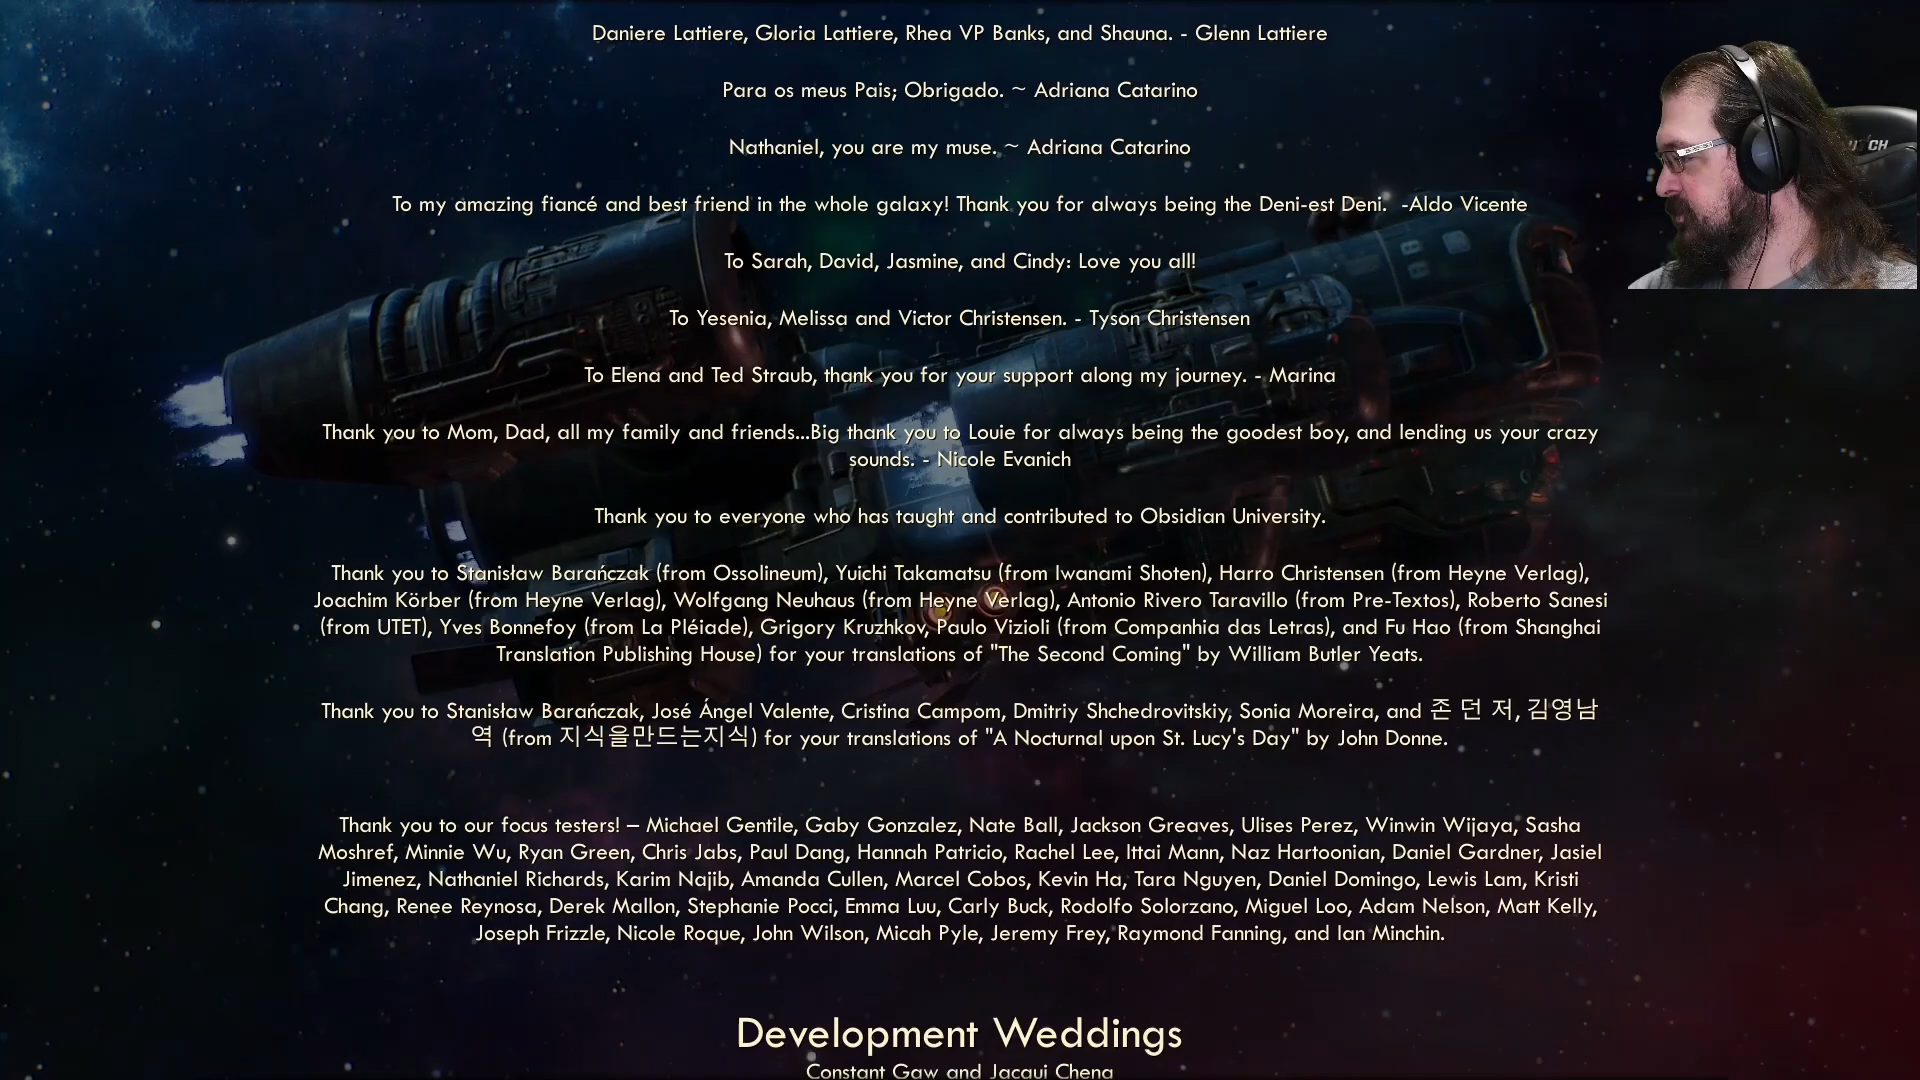 Daniere Lattiere, Gloria Lattiere, Rhea VP Banks, and Shauna. - Glenn Lattiere
Para os meus Pais; Obrigado. ~ Adriana Catarino
Nathaniel, you are my muse. ~ Adriana Catarino
To my amazing fiancé and best friend in the whole galaxy! Thank you for always being the Deni-est Deni.  -Aldo Vicente
To Sarah, David, Jasmine, and Cindy: Love you all!
To Yesenia, Melissa and Victor Christensen. - Tyson Christensen
To Elena and Ted Straub, thank you for your support along my journey. - Marina
Thank you to Mom, Dad, all my family and friends...Big thank you to Louie for always being the goodest boy, and lending us your crazy
sounds. - Nicole Evanich
Thank you to everyone who has taught and contributed to Obsidian University.
Thank you to Stanisław Barańczak (from Ossolineum), Yuichi Takamatsu (from Iwanami Shoten), Harro Christensen (from Heyne Verlag),
Joachim Körber (from Heyne Verlag), Wolfgang Neuhaus (from Heyne Verlag), Antonio Rivero Taravillo (from Pre-Textos), Roberto Sanesi
(from UTET), Yves Bonnefoy (from La Pléiade), Grigory Kruzhkov, Paulo Vizioli (from Companhia das Letras), and Fu Hao (from Shanghai
Translation Publishing House) for your translations of "The Second Coming" by William Butler Yeats.
Thank you to Stanisław Barańczak, José Ángel Valente, Cristina Campom, Dmitriy Shchedrovitskiy, Sonia Moreira, and 존 던 저, 김영남
역 (from 지식을만드는지식) for your translations of "A Nocturnal upon St. Lucy's Day" by John Donne.
Thank you to our focus testers! – Michael Gentile, Gaby Gonzalez, Nate Ball, Jackson Greaves, Ulises Perez, Winwin Wijaya, Sasha
Moshref, Minnie Wu, Ryan Green, Chris Jabs, Paul Dang, Hannah Patricio, Rachel Lee, Ittai Mann, Naz Hartoonian, Daniel Gardner, Jasiel
Jimenez, Nathaniel Richards, Karim Najib, Amanda Cullen, Marcel Cobos, Kevin Ha, Tara Nguyen, Daniel Domingo, Lewis Lam, Kristi
Chang, Renee Reynosa, Derek Mallon, Stephanie Pocci, Emma Luu, Carly Buck, Rodolfo Solorzano, Miguel Loo, Adam Nelson, Matt Kelly,
Joseph Frizzle, Nicole Roque, John Wilson, Micah Pyle, Jeremy Frey, Raymond Fanning, and Ian Minchin.
Development Weddings
Constant Gaw and Jacqui Cheng